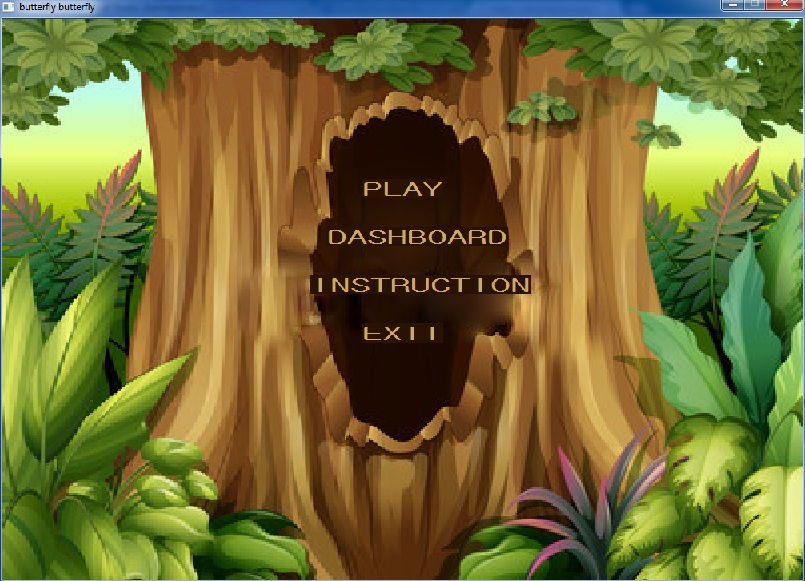 butterfly butterfly
PLAY
DASHBOARD
INSTRUCTION
EXIT